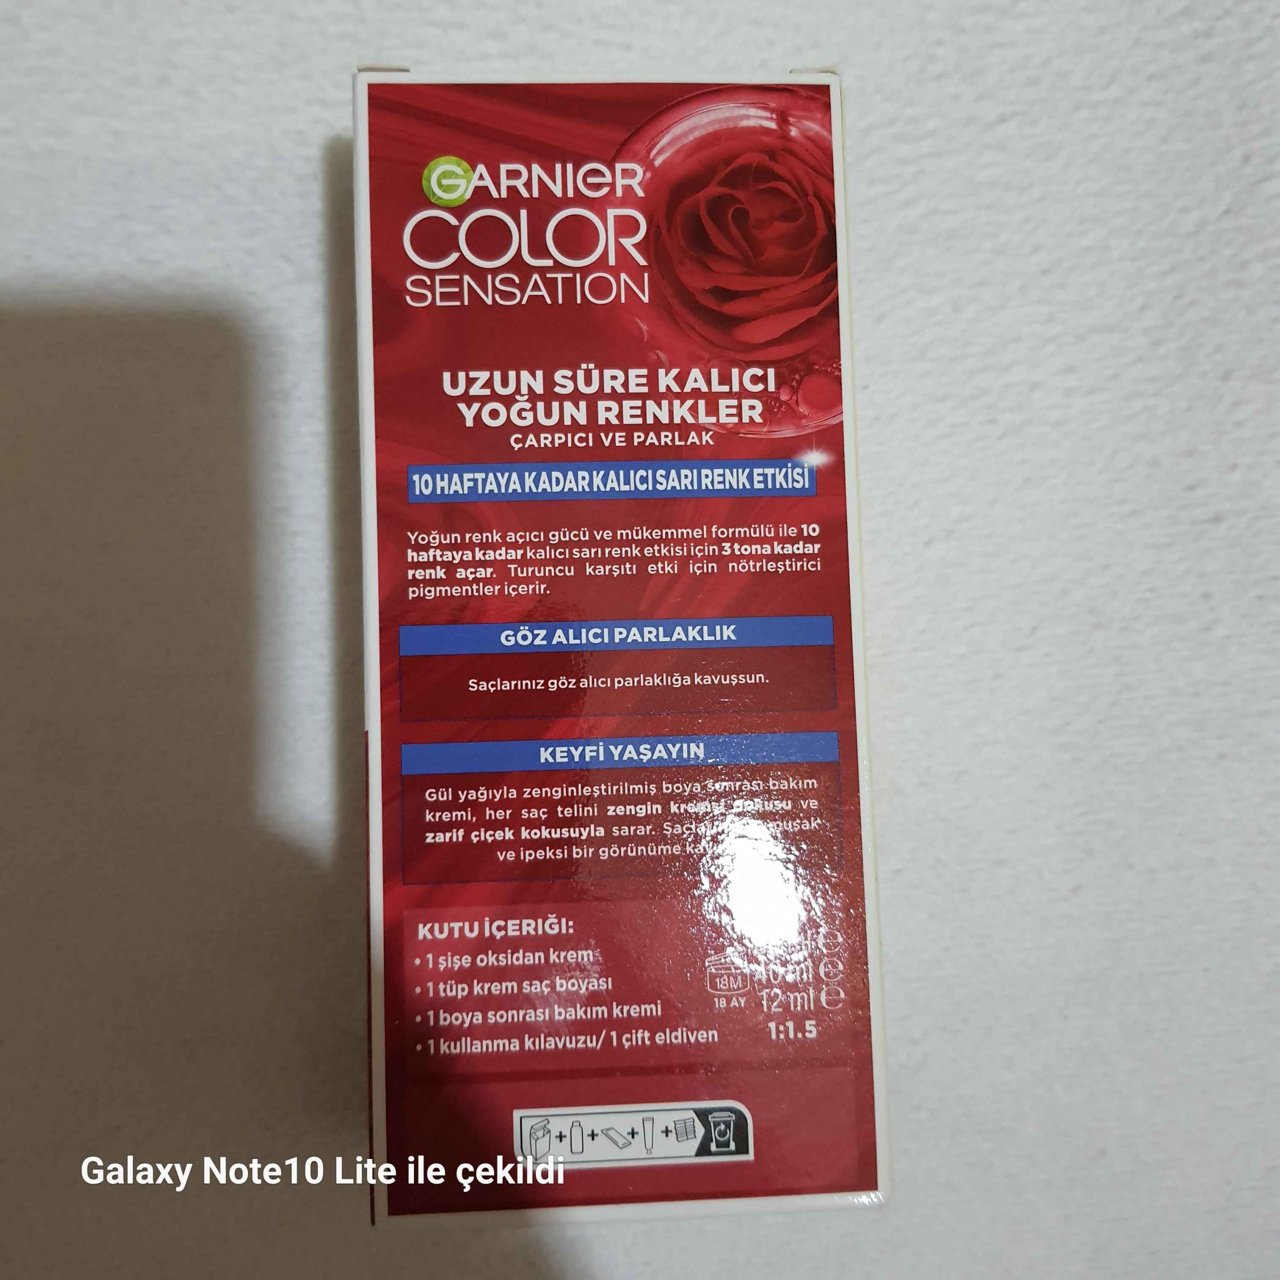 GARNIER
COLOR
SENSATION
UZUN SÜRE KALICI
YOĞUN RENKLER
ÇARPICI VE PARLAK
10 HAFTAYA KADAR KALICI SARI RENK ETKİSİ
Yoğun renk açıcı gücü ve mükemmel formülü ile 10
haftaya kadar kalıcı sarı renk etkisi için 3 tona kadar
renk açar. Turuncu karşıtı etki için nötrleştirici
pigmentler içerir.
GÖZ ALICI PARLAKLIK
Saçlarınız göz alıcı parlaklığa kavuşsun.
KEYFİ YAŞAYIN
Gül yağıyla zenginleştirilmiş boya sonrası bakım
kremi, her saç telini zengin kremsi dokusu ve
zarif çiçek kokusuyla sarar.
ve ipeksi bir görünüme
KUTU İÇERIĞİ:
• 1 şişe oksidan krem
• 1 tüp krem saç boyası 40 ml e
• 1 boya sonrası bakım kremi 12 ml e
• 1 kullanma kılavuzu/ 1 çift eldiven 1:1.5
18M
18 AY
Galaxy Note10 Lite ile çekildi